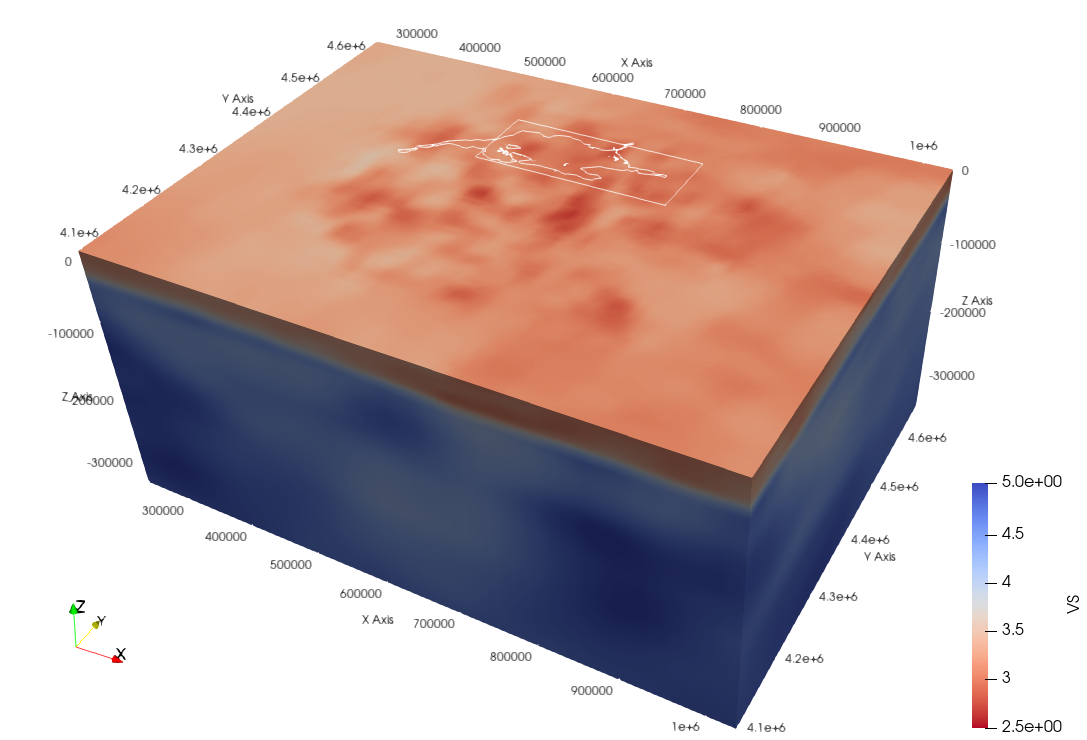 300000
400000
500000
X Axis
600000
700000
800000
900000
1e+6
4.6e+6
4.5e+6
Y Axis
4.4e+6
4.3e+6
4.2e+6
4.1e+6
0
-100000
Z Axis
-200000
-300000
0
-100000
Z Axis
-200000
-300000
300000
400000
500000
600000
X Axis
700000
800000
900000
1e+6
4.6e+6
4.5e+6
4.4e+6
Y Axis
4.3e+6
4.2e+6
4.1e+6
5.0e+00
4.5
4
3.5
3
2.5e+00
VS
Z
Y
X